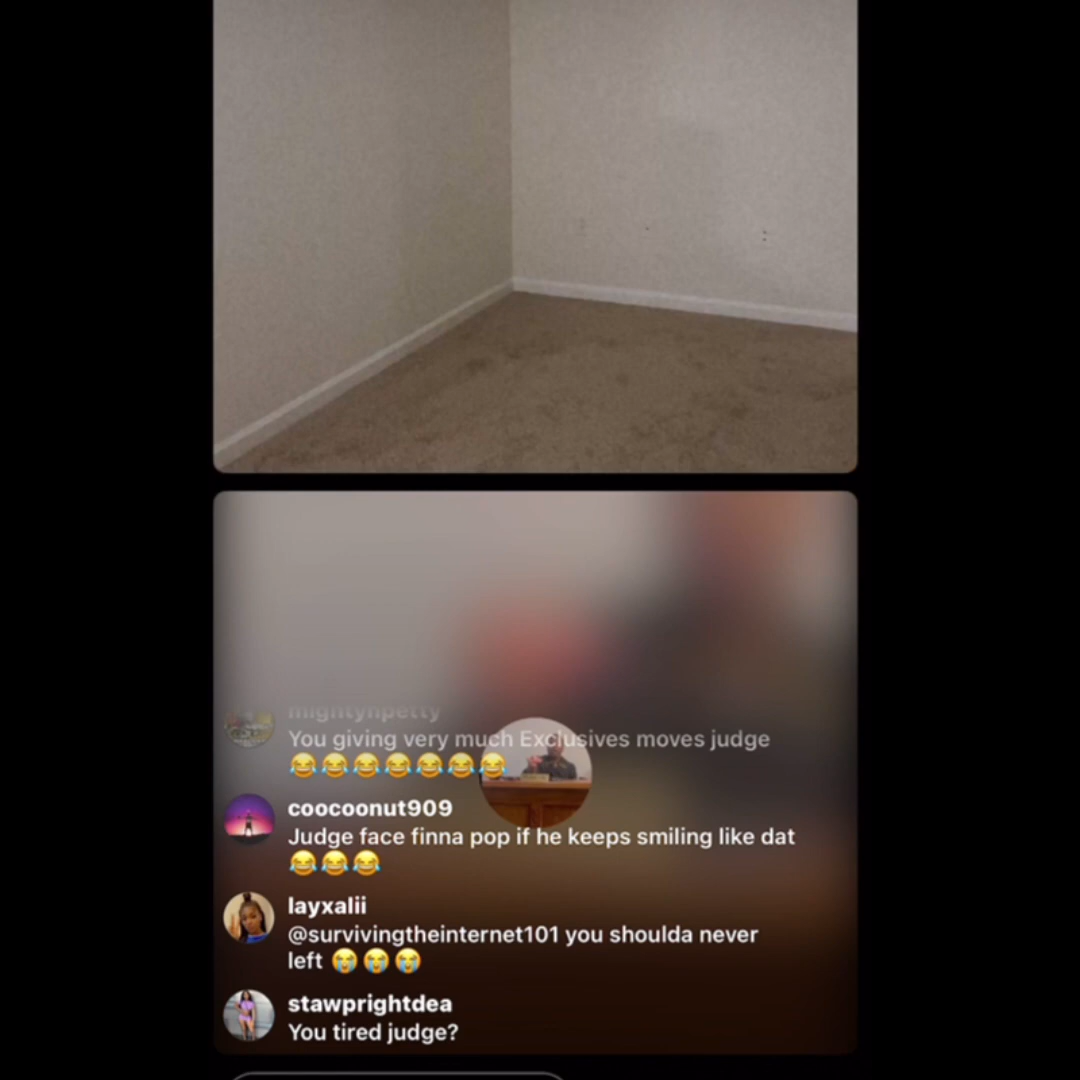 mightynpetty
You giving very much Exclusives moves judge
😂😂😂😂😂😂😂
coocoonut909
Judge face finna pop if he keeps smiling like dat
😂😂😂
layxalii
@survivingtheinternet101 you shoulda never
left 😭😭😭
stawprightdea
You tired judge?